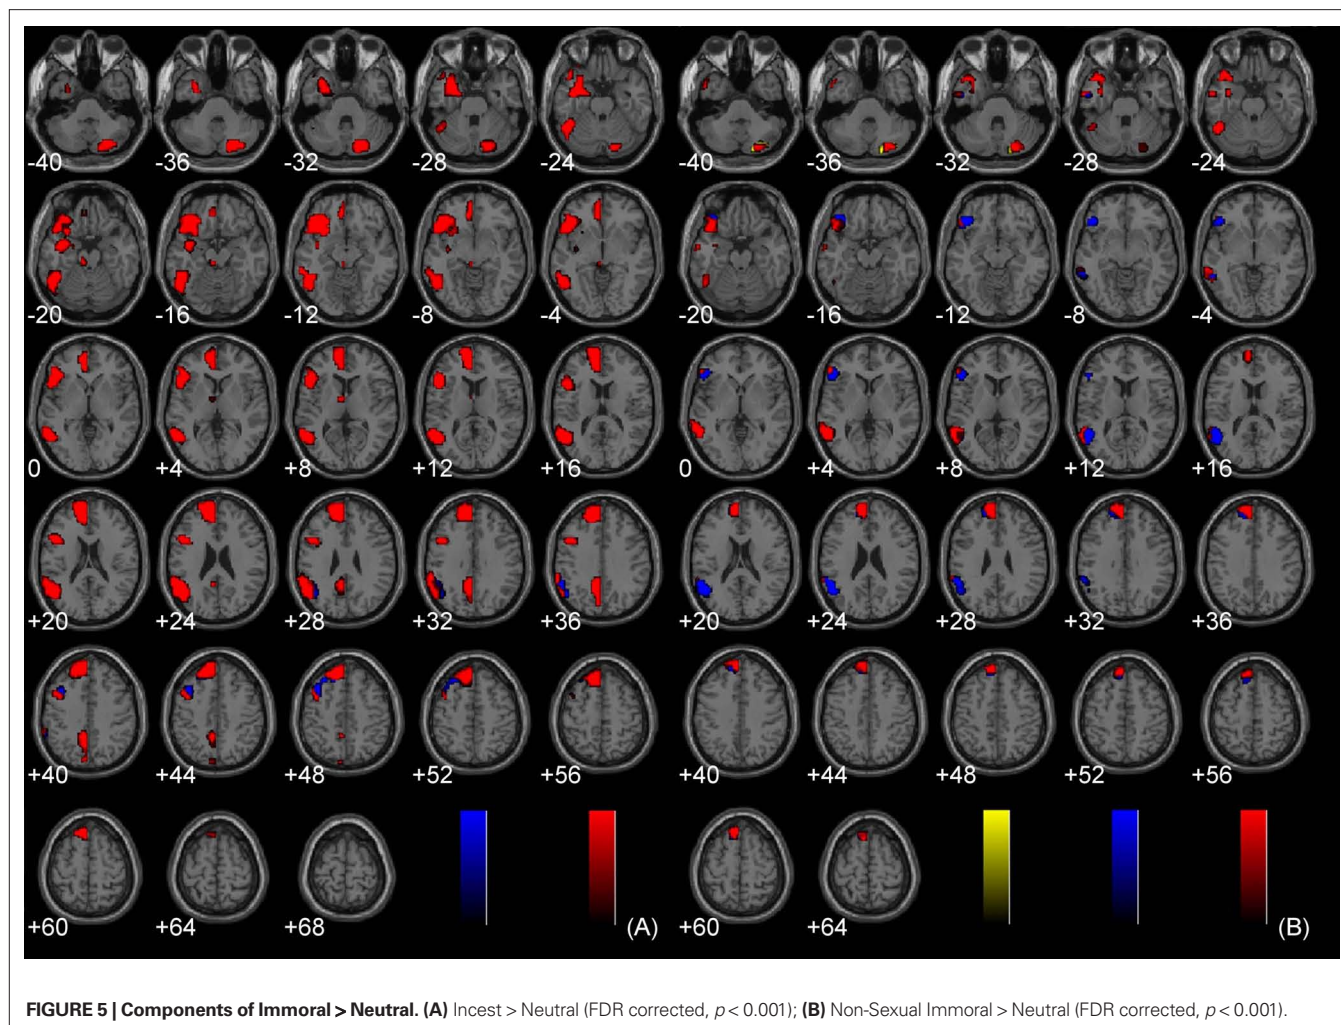 -40 -36 -32 -28 -24 -40 -36 -32 -28 -24
-20 -16 -12 -8 -4 -20 -16 -12 -8 -4
0 +4 +8 +12 +16 0 +4 +8 +12 +16
+20 +24 +28 +32 +36 +20 +24 +28 +32 +36
+40 +44 +48 +52 +56 +40 +44 +48 +52 +56
+60 +64 +68 (A) +60 +64 (B)
FIGURE 5 | Components of Immoral > Neutral. (A) Incest > Neutral (FDR corrected, p < 0.001); (B) Non-Sexual Immoral > Neutral (FDR corrected, p < 0.001).